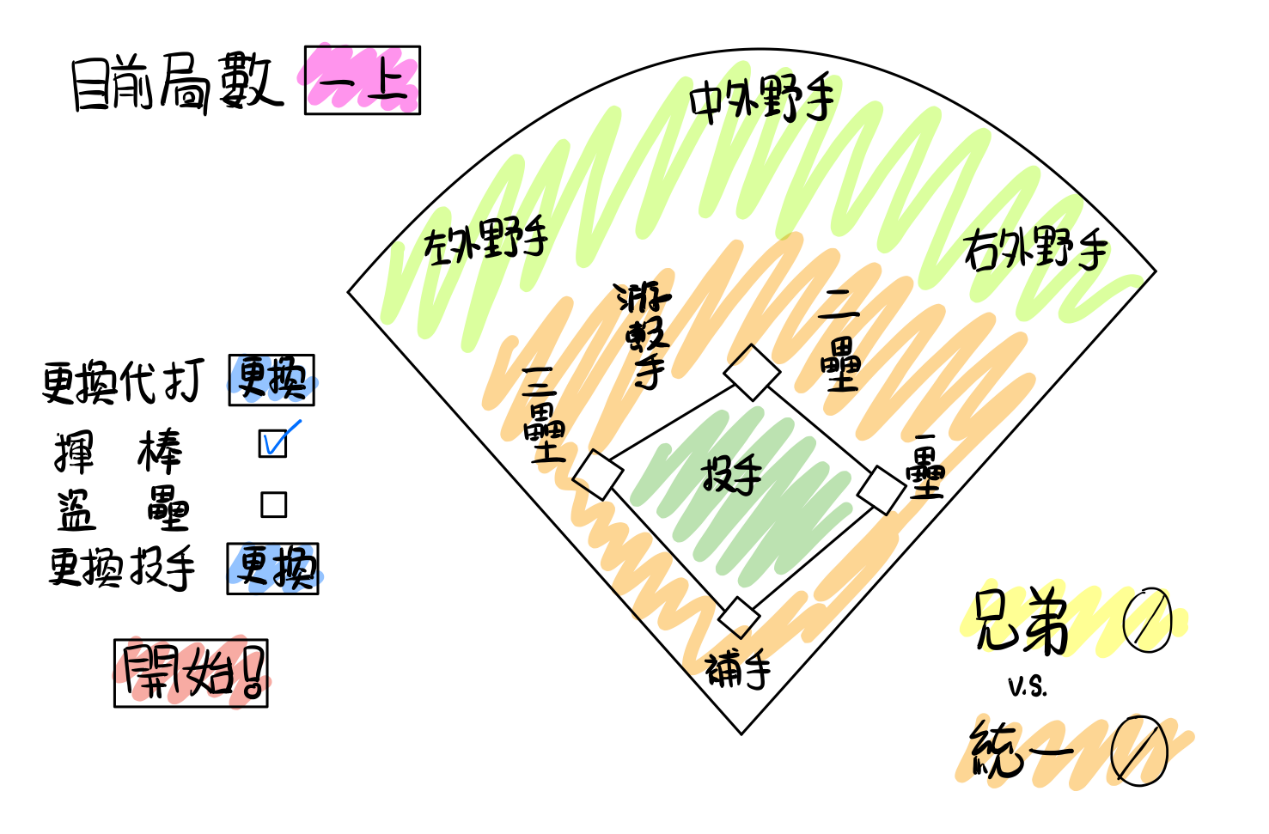 目前局數 一上
中外野手
左外野手
右外野手
游擊手
二壘
三壘
一壘
投手
補手
更換代打 更換
揮棒
盜壘
更換投手 更換
開始!
兄弟 0
v.s.
統一 0